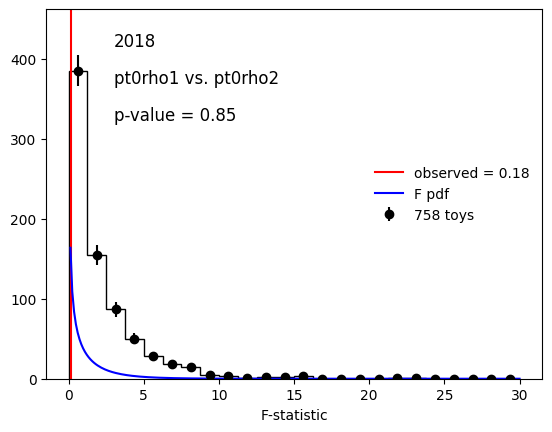 2018
pt0rho1 vs. pt0rho2
p-value = 0.85
observed = 0.18
F pdf
758 toys
400
300
200
100
0
0 5 10 15 20 25 30
F-statistic